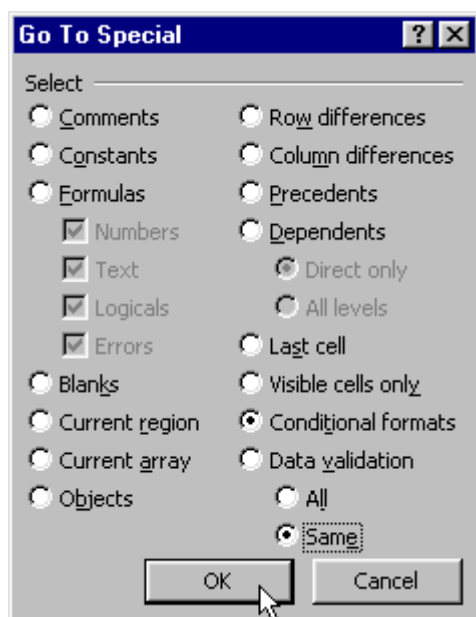 Go To Special
Select
Comments
Constants
Formulas
Numbers
Text
Logicals
Errors
Blanks
Current region
Current array
Objects
Row differences
Column differences
Precedents
Dependents
Direct only
All levels
Last cell
Visible cells only
Conditional formats
Data validation
All
Same
OK
Cancel